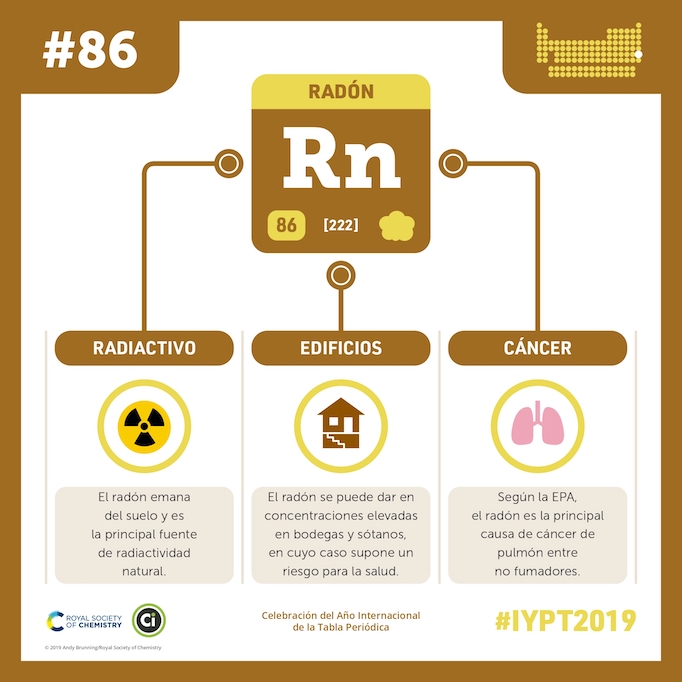 #86
RADÓN
Rn
86 [222]
RADIACTIVO
El radón emana
del suelo y es
la principal fuente
de radiactividad
natural.
EDIFICIOS
El radón se puede dar en
concentraciones elevadas
en bodegas y sótanos,
en cuyo caso supone un
riesgo para la salud.
CÁNCER
Según la EPA,
el radón es la principal
causa de cáncer de
pulmón entre
no fumadores.
ROYAL SOCIETY
OF CHEMISTRY
Ci
Celebración del Año Internacional
de la Tabla Periódica
#IYPT2019
© 2019 Andy Brunning/Royal Society of Chemistry